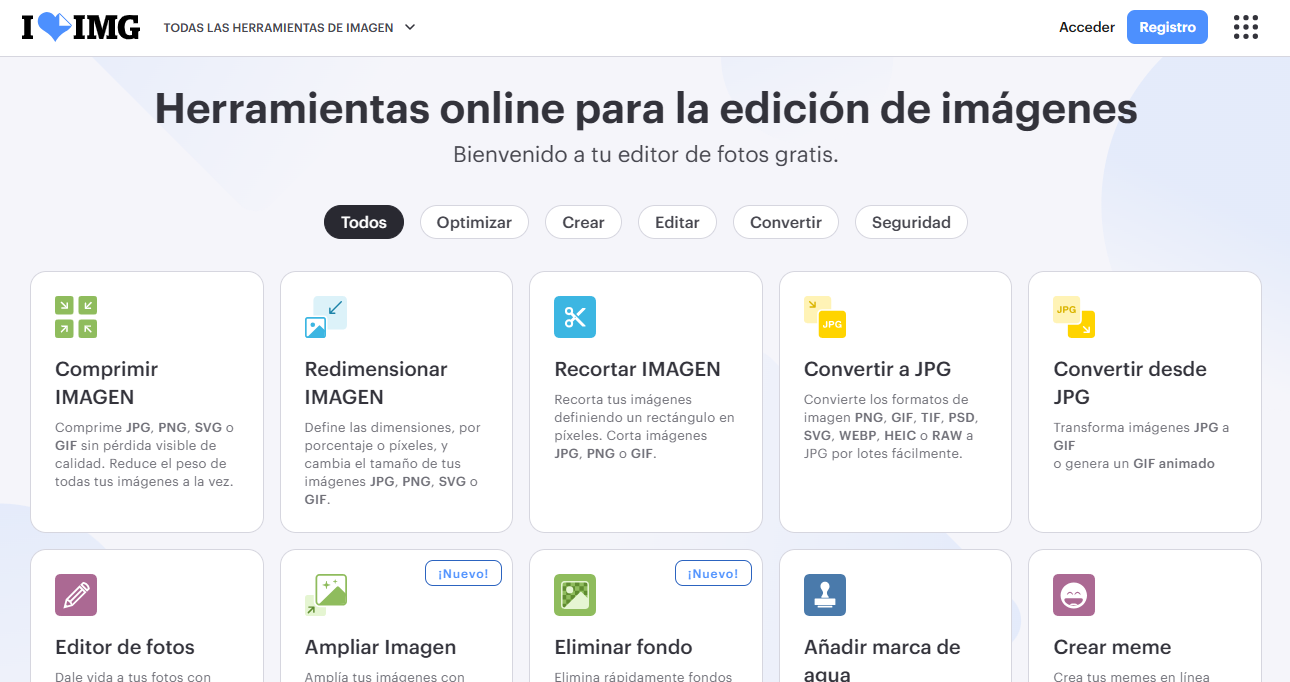 I IMG
TODAS LAS HERRAMIENTAS DE IMAGEN
Acceder
Registro
Herramientas online para la edición de imágenes
Bienvenido a tu editor de fotos gratis.
Todos
Optimizar
Crear
Editar
Convertir
Seguridad
Comprimir
IMAGEN
Comprime JPG, PNG, SVG o
GIF sin pérdida visible de
calidad. Reduce el peso de
todas tus imágenes a la vez.
Redimensionar
IMAGEN
Define las dimensiones, por
porcentaje o píxeles, y
cambia el tamaño de tus
imágenes JPG, PNG, SVG o
GIF.
Recortar IMAGEN
Recorta tus imágenes
definiendo un rectángulo en
píxeles. Corta imágenes
JPG, PNG o GIF.
JPG
Convertir a JPG
Convierte los formatos de
imagen PNG, GIF, TIF, PSD,
SVG, WEBP, HEIC o RAW a
JPG por lotes fácilmente.
JPG
Convertir desde
JPG
Transforma imágenes JPG a
GIF
o genera un GIF animado
Editor de fotos
Dale vida a tus fotos con
¡Nuevo!
Ampliar Imagen
Amplía tus imágenes con
¡Nuevo!
Eliminar fondo
Elimina rápidamente fondos
Añadir marca de
agua
Crear meme
Crea tus memes en línea